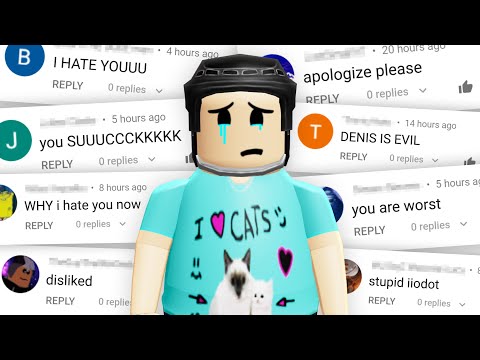 B
4 hours ago
I HATE YOUUU
REPLY 0 replies
20 hours ago
apologize please
REPLY 0 replies
J
5 hours ago
you SUUUCCCKKKKK
REPLY 0 replies
T
14 hours ago
DENIS IS EVIL
REPLY 0 replies
8 hours ago
WHY i hate you now
REPLY 0 replies
5 hours
you are worst
REPLY 0 replies
disliked
REPLY 0 replies
8
stupid iiodot
REPLY 0 replies
I ♥ CATS